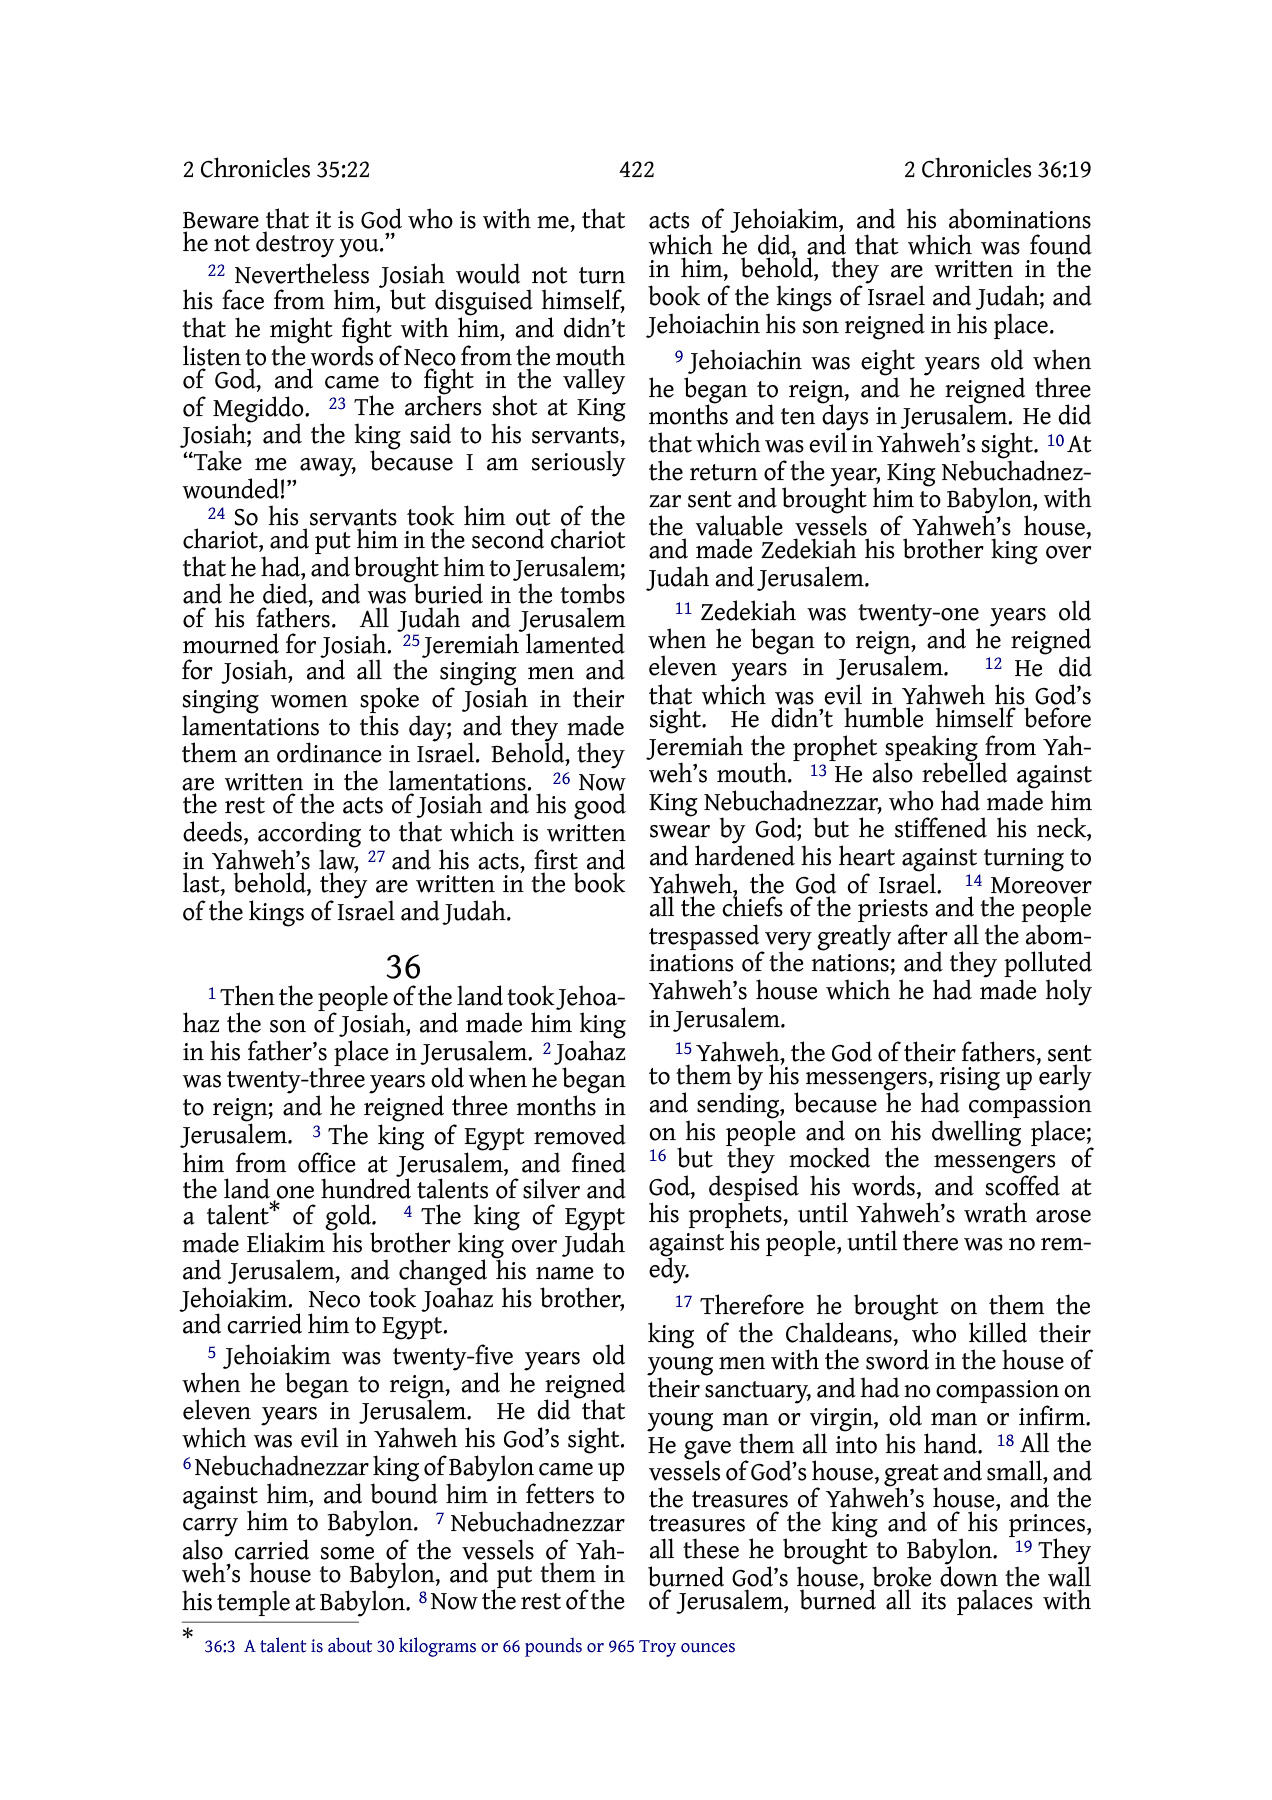 2 Chronicles 35:22 422 2 Chronicles 36:19
Beware that it is God who is with me, that
he not destroy you.”
22 Nevertheless Josiah would not turn
his face from him, but disguised himself,
that he might fight with him, and didn’t
listen to the words of Neco from the mouth
of God, and came to fight in the valley
of Megiddo. 23 The archers shot at King
Josiah; and the king said to his servants,
“Take me away, because I am seriously
wounded!”
24 So his servants took him out of the
chariot, and put him in the second chariot
that he had, and brought him to Jerusalem;
and he died, and was buried in the tombs
of his fathers. All Judah and Jerusalem
mourned for Josiah. 25 Jeremiah lamented
for Josiah, and all the singing men and
singing women spoke of Josiah in their
lamentations to this day; and they made
them an ordinance in Israel. Behold, they
are written in the lamentations. 26 Now
the rest of the acts of Josiah and his good
deeds, according to that which is written
in Yahweh’s law, 27 and his acts, first and
last, behold, they are written in the book
of the kings of Israel and Judah.
36
1 Then the people of the land took Jehoa-
haz the son of Josiah, and made him king
in his father’s place in Jerusalem. 2 Joahaz
was twenty-three years old when he began
to reign; and he reigned three months in
Jerusalem. 3 The king of Egypt removed
him from office at Jerusalem, and fined
the land one hundred talents of silver and
a talent* of gold. 4 The king of Egypt
made Eliakim his brother king over Judah
and Jerusalem, and changed his name to
Jehoiakim. Neco took Joahaz his brother,
and carried him to Egypt.
5 Jehoiakim was twenty-five years old
when he began to reign, and he reigned
eleven years in Jerusalem. He did that
which was evil in Yahweh his God’s sight.
6 Nebuchadnezzar king of Babylon came up
against him, and bound him in fetters to
carry him to Babylon. 7 Nebuchadnezzar
also carried some of the vessels of Yah-
weh’s house to Babylon, and put them in
his temple at Babylon. 8 Now the rest of the
acts of Jehoiakim, and his abominations
which he did, and that which was found
in him, behold, they are written in the
book of the kings of Israel and Judah; and
Jehoiachin his son reigned in his place.
9 Jehoiachin was eight years old when
he began to reign, and he reigned three
months and ten days in Jerusalem. He did
that which was evil in Yahweh’s sight. 10 At
the return of the year, King Nebuchadnez-
zar sent and brought him to Babylon, with
the valuable vessels of Yahweh’s house,
and made Zedekiah his brother king over
Judah and Jerusalem.
11 Zedekiah was twenty-one years old
when he began to reign, and he reigned
eleven years in Jerusalem. 12 He did
that which was evil in Yahweh his God’s
sight. He didn’t humble himself before
Jeremiah the prophet speaking from Yah-
weh’s mouth. 13 He also rebelled against
King Nebuchadnezzar, who had made him
swear by God; but he stiffened his neck,
and hardened his heart against turning to
Yahweh, the God of Israel. 14 Moreover
all the chiefs of the priests and the people
trespassed very greatly after all the abom-
inations of the nations; and they polluted
Yahweh’s house which he had made holy
in Jerusalem.
15 Yahweh, the God of their fathers, sent
to them by his messengers, rising up early
and sending, because he had compassion
on his people and on his dwelling place;
16 but they mocked the messengers of
God, despised his words, and scoffed at
his prophets, until Yahweh’s wrath arose
against his people, until there was no rem-
edy.
17 Therefore he brought on them the
king of the Chaldeans, who killed their
young men with the sword in the house of
their sanctuary, and had no compassion on
young man or virgin, old man or infirm.
He gave them all into his hand. 18 All the
vessels of God’s house, great and small, and
the treasures of Yahweh’s house, and the
treasures of the king and of his princes,
all these he brought to Babylon. 19 They
burned God’s house, broke down the wall
of Jerusalem, burned all its palaces with
* 36:3 A talent is about 30 kilograms or 66 pounds or 965 Troy ounces